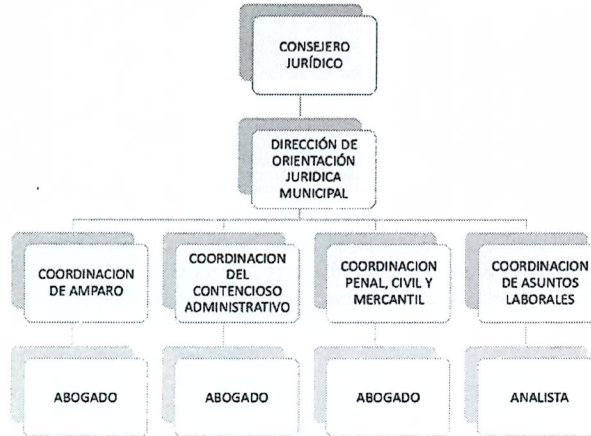 CONSEJERO
JURÍDICO
DIRECCIÓN DE
ORIENTACIÓN
JURIDICA
MUNICIPAL
COORDINACION
DE AMPARO
COORDINACION
DEL
CONTENCIOSO
ADMINISTRATIVO
COORDINACION
PENAL, CIVIL Y
MERCANTIL
COORDINACION
DE ASUNTOS
LABORALES
ABOGADO
ABOGADO
ABOGADO
ANALISTA